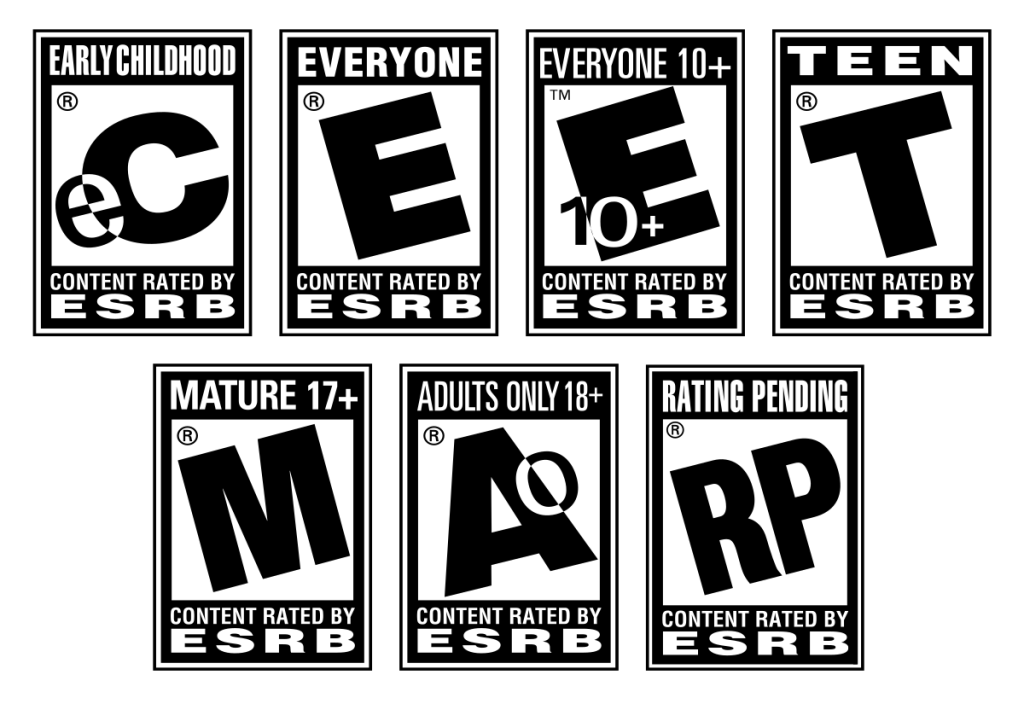 EARLY CHILDHOOD
®
eC
CONTENT RATED BY
ESRB
EVERYONE
®
E
CONTENT RATED BY
ESRB
EVERYONE 10+
TM
E
10+
CONTENT RATED BY
ESRB
TEEN
®
T
CONTENT RATED BY
ESRB
MATURE 17+
®
M
CONTENT RATED BY
ESRB
ADULTS ONLY 18+
®
AO
CONTENT RATED BY
ESRB
RATING PENDING
®
RP
CONTENT RATED BY
ESRB